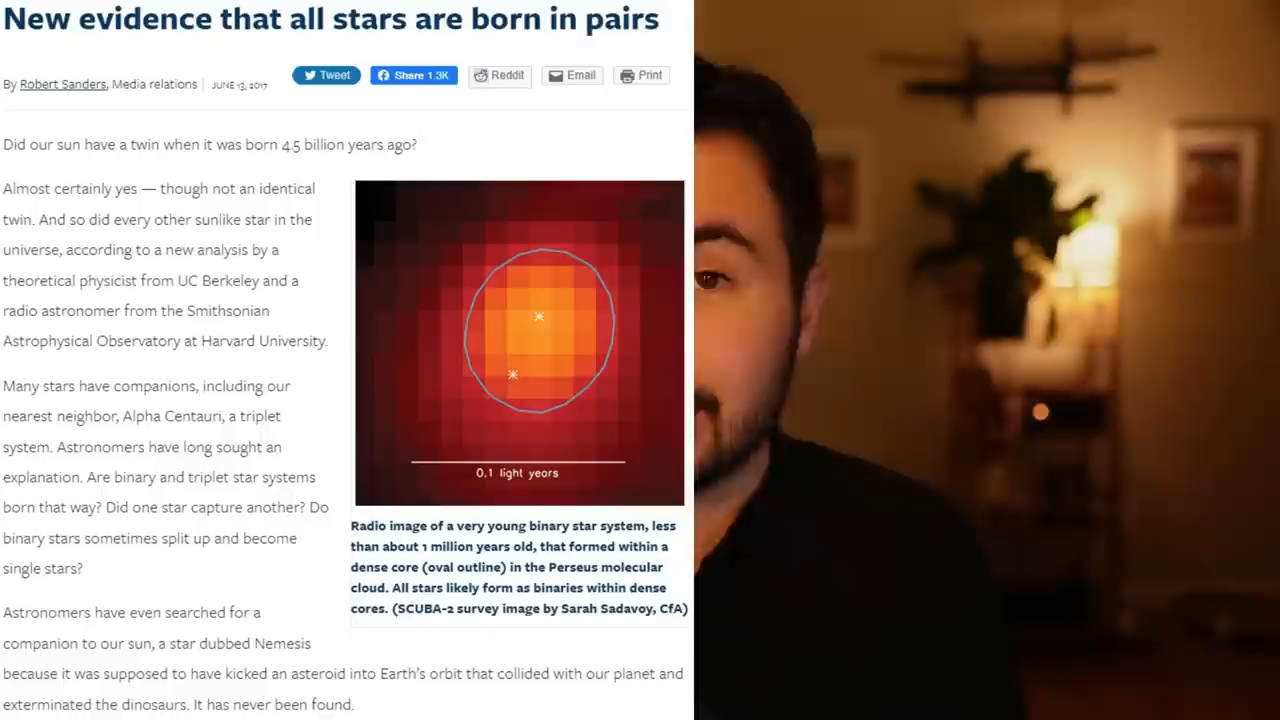 New evidence that all stars are born in pairs
By Robert Sanders, Media relations | JUNE 13, 2017
Tweet
Share 1.3K
Reddit
Email
Print
Did our sun have a twin when it was born 4.5 billion years ago?
Almost certainly yes — though not an identical
twin. And so did every other sunlike star in the
universe, according to a new analysis by a
theoretical physicist from UC Berkeley and a
radio astronomer from the Smithsonian
Astrophysical Observatory at Harvard University.
Many stars have companions, including our
nearest neighbor, Alpha Centauri, a triplet
system. Astronomers have long sought an
explanation. Are binary and triplet star systems
born that way? Did one star capture another? Do
binary stars sometimes split up and become
single stars?
0.1 light years
Radio image of a very young binary star system, less
than about 1 million years old, that formed within a
dense core (oval outline) in the Perseus molecular
cloud. All stars likely form as binaries within dense
cores. (SCUBA-2 survey image by Sarah Sadavoy, CfA)
Astronomers have even searched for a
companion to our sun, a star dubbed Nemesis
because it was supposed to have kicked an asteroid into Earth's orbit that collided with our planet and
exterminated the dinosaurs. It has never been found.